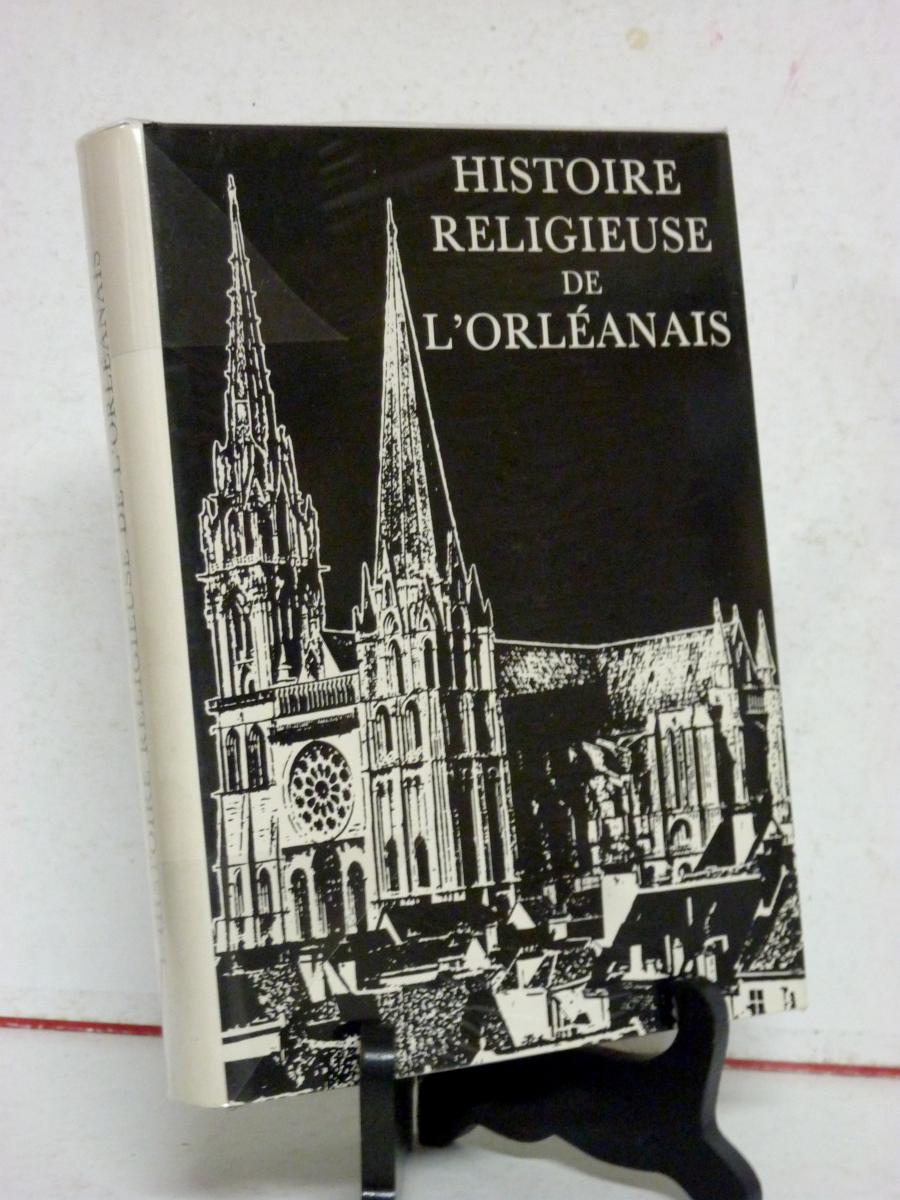 HISTOIRE
RELIGIEUSE
DE
L'ORLÉANAIS
HISTOIRE RELIGIEUSE DE L'ORLÉANAIS